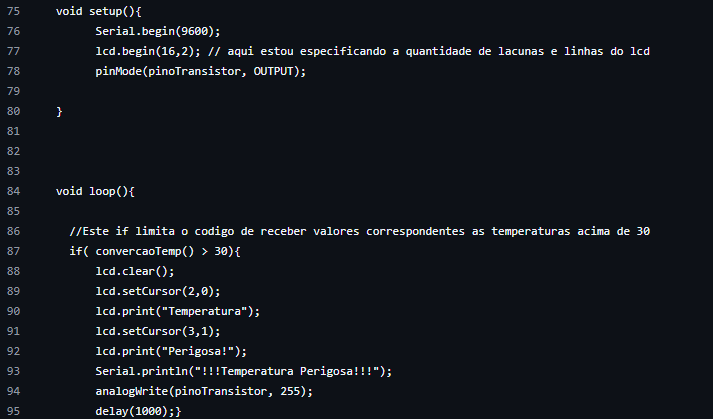 75 void setup(){
76 Serial.begin(9600);
77 lcd.begin(16,2); // aqui estou especificando a quantidade de lacunas e linhas do lcd
78 pinMode(pinoTransistor, OUTPUT);
79
80 }
81
82
83
84 void loop(){
85
86 //Este if limita o codigo de receber valores correspondentes as temperaturas acima de 30
87 if( convercaoTemp() > 30){
88 lcd.clear();
89 lcd.setCursor(2,0);
90 lcd.print("Temperatura");
91 lcd.setCursor(3,1);
92 lcd.print("Perigosa!");
93 Serial.println("!!!Temperatura Perigosa!!!");
94 analogWrite(pinoTransistor, 255);
95 delay(1000);}